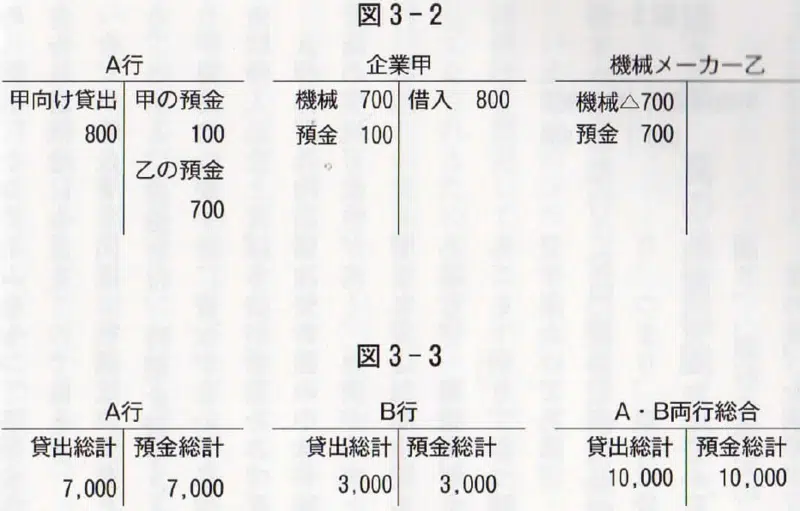 図3-2
A行
甲向け貸出 甲の預金
800 100
乙の預金
700
企業甲
機械 700 借入 800
預金 100
機械メーカー乙
機械△700
預金 700
図3-3
A行
貸出総計 預金総計
7,000 7,000
B行
貸出総計 預金総計
3,000 3,000
A・B両行総合
貸出総計 預金総計
10,000 10,000